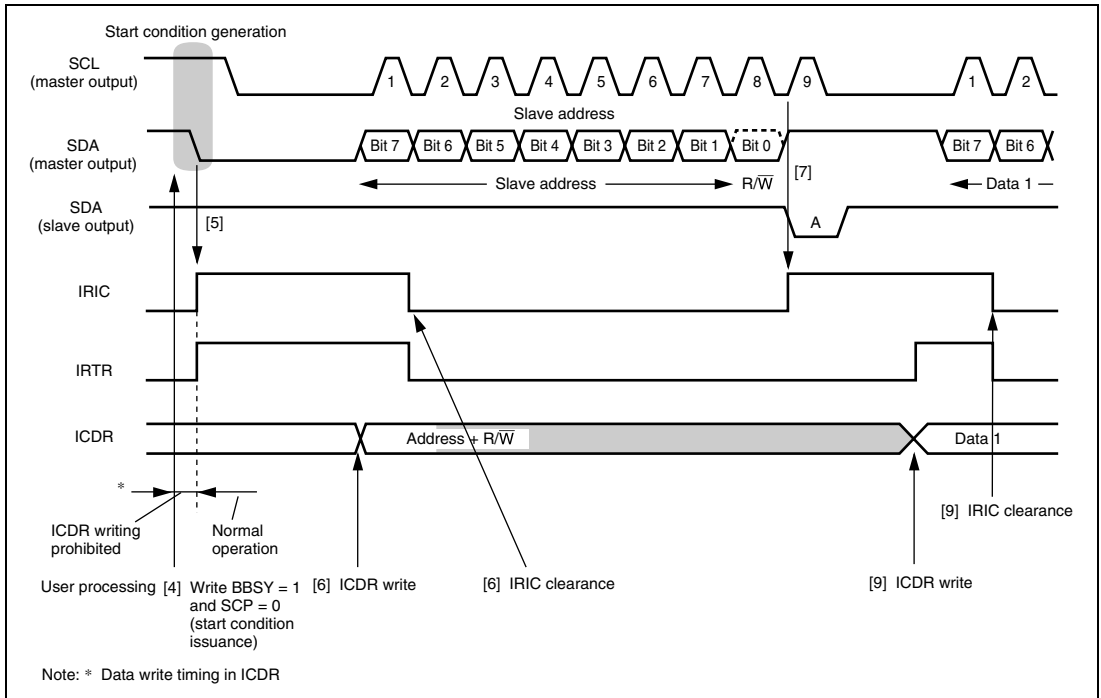 Start condition generation
SCL
(master output)
1 2 3 4 5 6 7 8 9 1 2
Slave address
SDA
(master output)
Bit 7 Bit 6 Bit 5 Bit 4 Bit 3 Bit 2 Bit 1 Bit 0 Bit 7 Bit 6
[7]
Slave address R/W̅ Data 1
SDA
(slave output)
[5]
A
IRIC
IRTR
ICDR
Address + R/W̅ Data 1
*
ICDR writing
prohibited
Normal
operation
[9] IRIC clearance
User processing [4] Write BBSY = 1
and SCP = 0
(start condition
issuance)
[6] ICDR write
[6] IRIC clearance
[9] ICDR write
Note: * Data write timing in ICDR